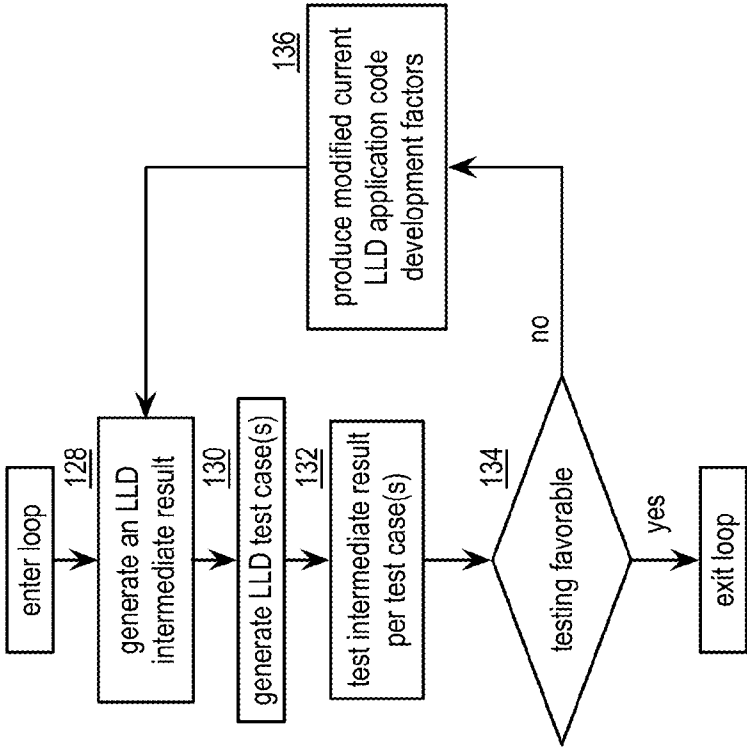 enter loop
128
generate an LLD
intermediate result
130
generate LLD test case(s)
132
test intermediate result
per test case(s)
134
testing favorable
yes
exit loop
no
136
produce modified current
LLD application code
development factors